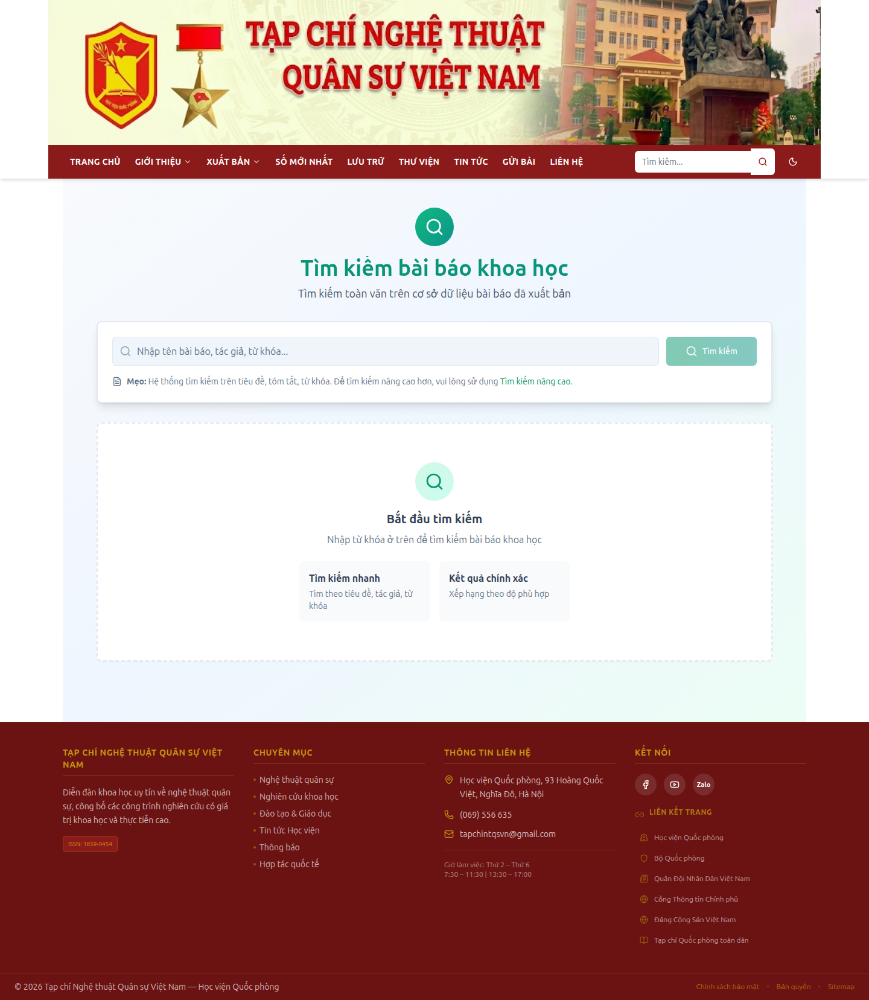 TẠP CHÍ NGHỆ THUẬT
QUÂN SỰ VIỆT NAM
HỌC VIỆN QUỐC PHÒNG
TRANG CHỦ
GIỚI THIỆU
XUẤT BẢN
SỐ MỚI NHẤT
LƯU TRỮ
THƯ VIỆN
TIN TỨC
GỬI BÀI
LIÊN HỆ
Tìm kiếm...
Tìm kiếm bài báo khoa học
Tìm kiếm toàn văn trên cơ sở dữ liệu bài báo đã xuất bản
Nhập tên bài báo, tác giả, từ khóa...
Tìm kiếm
Mẹo: Hệ thống tìm kiếm trên tiêu đề, tóm tắt, từ khóa. Để tìm kiếm nâng cao hơn, vui lòng sử dụng Tìm kiếm nâng cao.
Bắt đầu tìm kiếm
Nhập từ khóa ở trên để tìm kiếm bài báo khoa học
Tìm kiếm nhanh
Tìm theo tiêu đề, tác giả, từ
khóa
Kết quả chính xác
Xếp hạng theo độ phù hợp
TẠP CHÍ NGHỆ THUẬT QUÂN SỰ VIỆT
NAM
Diễn đàn khoa học uy tín về nghệ thuật quân
sự, công bố các công trình nghiên cứu có giá
trị khoa học và thực tiễn cao.
ISSN: 1859-0454
CHUYÊN MỤC
• Nghệ thuật quân sự
• Nghiên cứu khoa học
• Đào tạo & Giáo dục
• Tin tức Học viện
• Thông báo
• Hợp tác quốc tế
THÔNG TIN LIÊN HỆ
Học viện Quốc phòng, 93 Hoàng Quốc
Việt, Nghĩa Đô, Hà Nội
(069) 556 635
tapchintqsvn@gmail.com
Giờ làm việc: Thứ 2 – Thứ 6
7:30 – 11:30 | 13:30 – 17:00
KẾT NỐI
Zalo
LIÊN KẾT TRANG
Học viện Quốc phòng
Bộ Quốc phòng
Quân Đội Nhân Dân Việt Nam
Cổng Thông tin Chính phủ
Đảng Cộng Sản Việt Nam
Tạp chí Quốc phòng toàn dân
© 2026 Tạp chí Nghệ thuật Quân sự Việt Nam — Học viện Quốc phòng
Chính sách bảo mật • Bản quyền • Sitemap